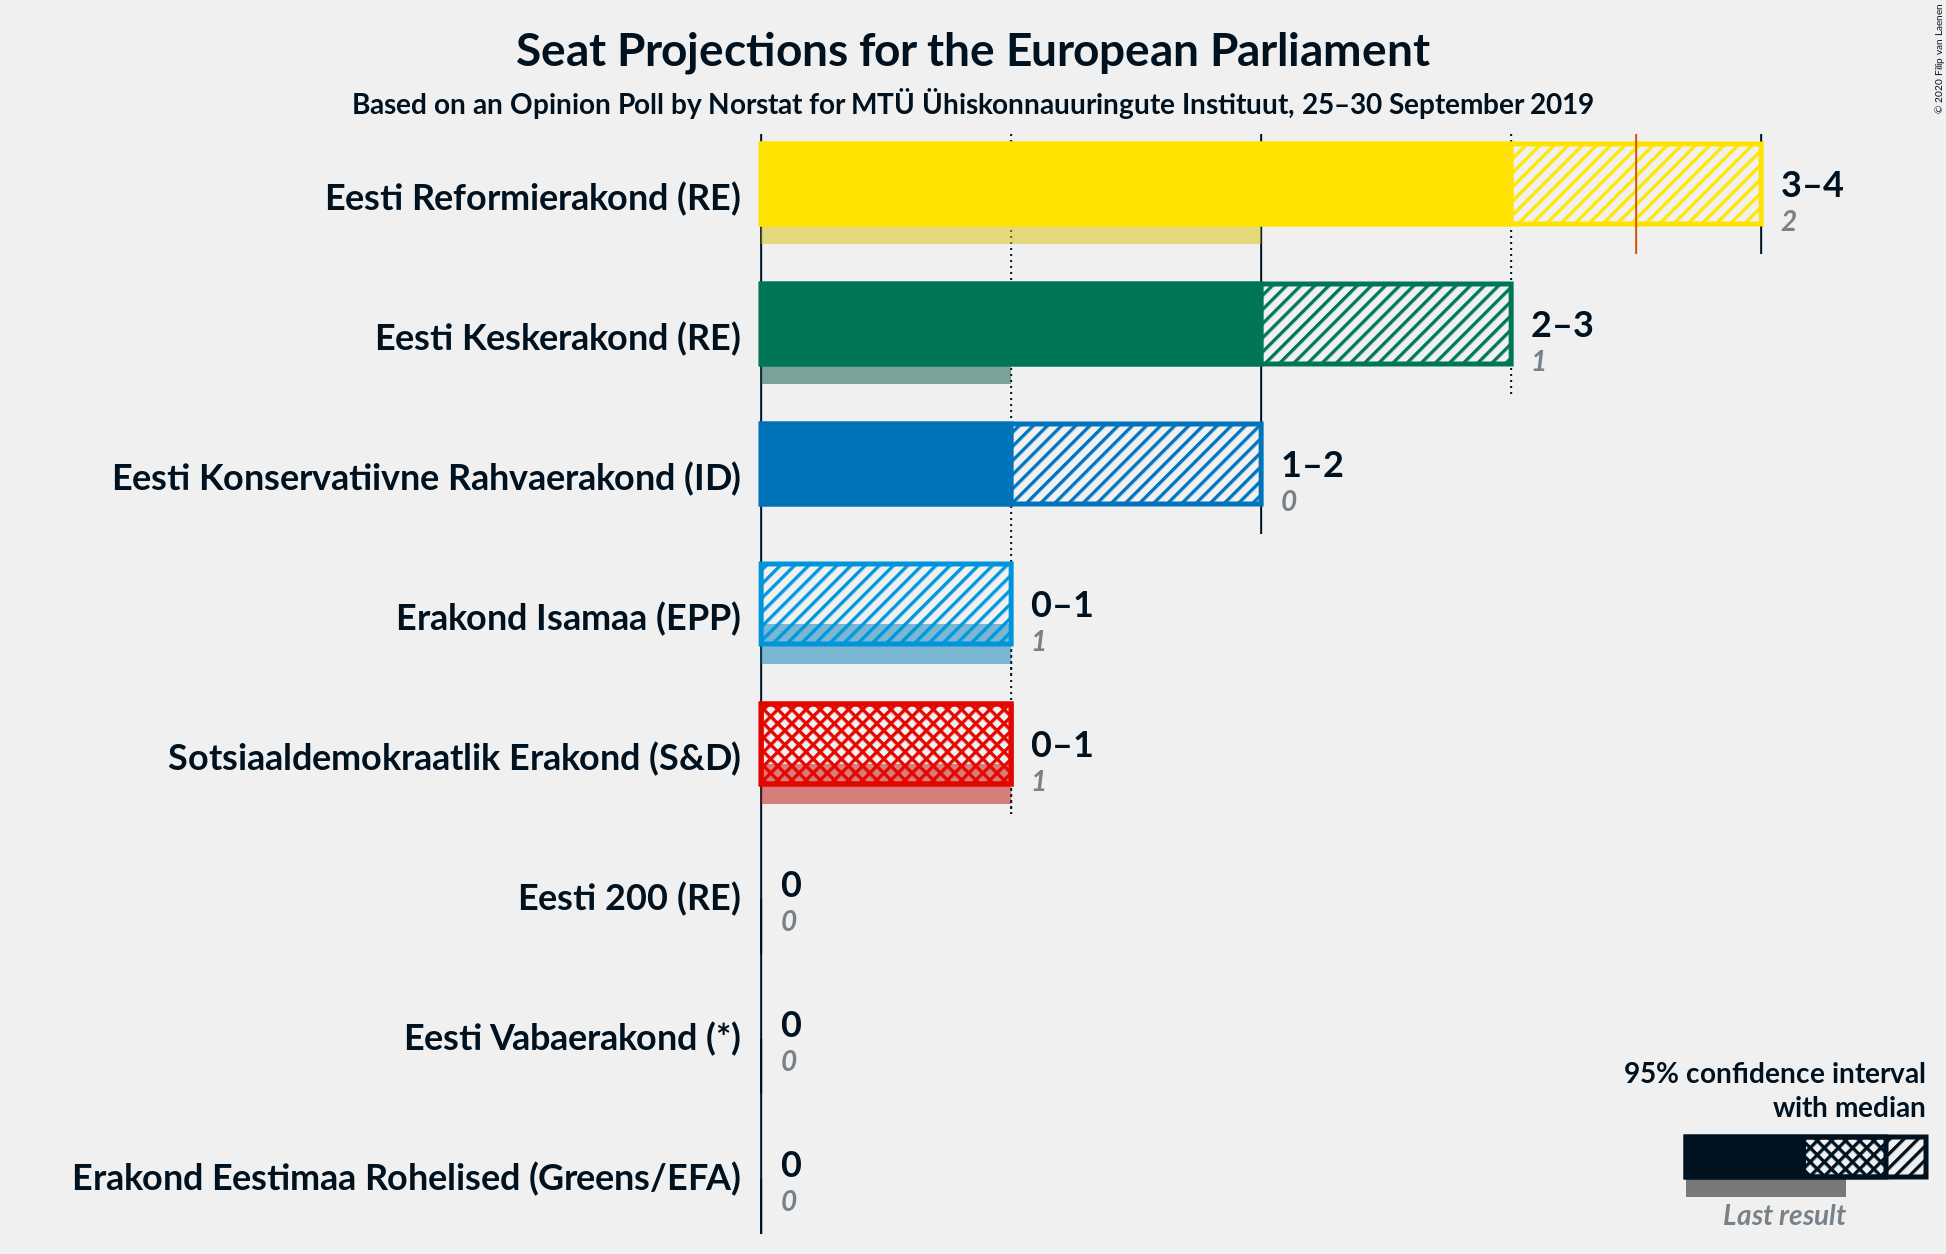 Seat Projections for the European Parliament
Based on an Opinion Poll by Norstat for MTÜ Ühiskonnauuringute Instituut, 25–30 September 2019
© 2020 Filip van Laenen
Eesti Reformierakond (RE)
3–4
2
Eesti Keskerakond (RE)
2–3
1
Eesti Konservatiivne Rahvaerakond (ID)
1–2
0
Erakond Isamaa (EPP)
0–1
1
Sotsiaaldemokraatlik Erakond (S&D)
0–1
1
Eesti 200 (RE)
0
0
Eesti Vabaerakond (*)
0
0
Erakond Eestimaa Rohelised (Greens/EFA)
0
0
95% confidence interval
with median
Last result